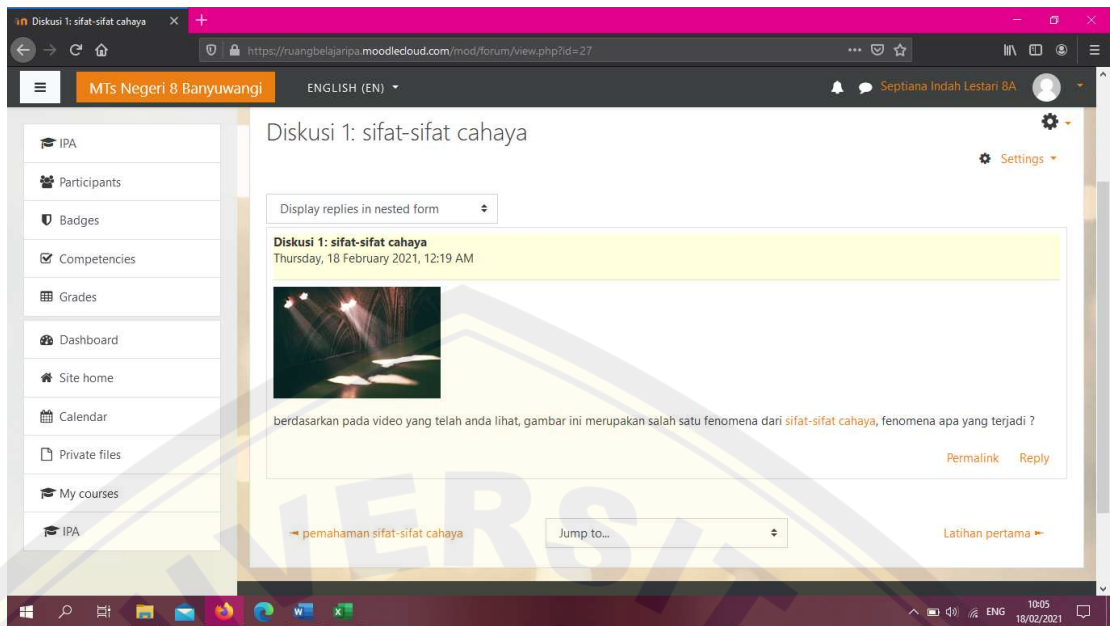 Diskusi 1: sifat-sifat cahaya
https://ruangbelajaripa.moodlecloud.com/mod/forum/view.php?id=27
MTs Negeri 8 Banyuwangi
ENGLISH (EN)
Septiana Indah Lestari 8A
IPA
Participants
Badges
Competencies
Grades
Dashboard
Site home
Calendar
Private files
My courses
IPA
Diskusi 1: sifat-sifat cahaya
Settings
Display replies in nested form
Diskusi 1: sifat-sifat cahaya
Thursday, 18 February 2021, 12:19 AM
berdasarkan pada video yang telah anda lihat, gambar ini merupakan salah satu fenomena dari sifat-sifat cahaya, fenomena apa yang terjadi ?
Permalink Reply
◄ pemahaman sifat-sifat cahaya
Jump to...
Latihan pertama ►
VERSIT
ENG
10:05
18/02/2021